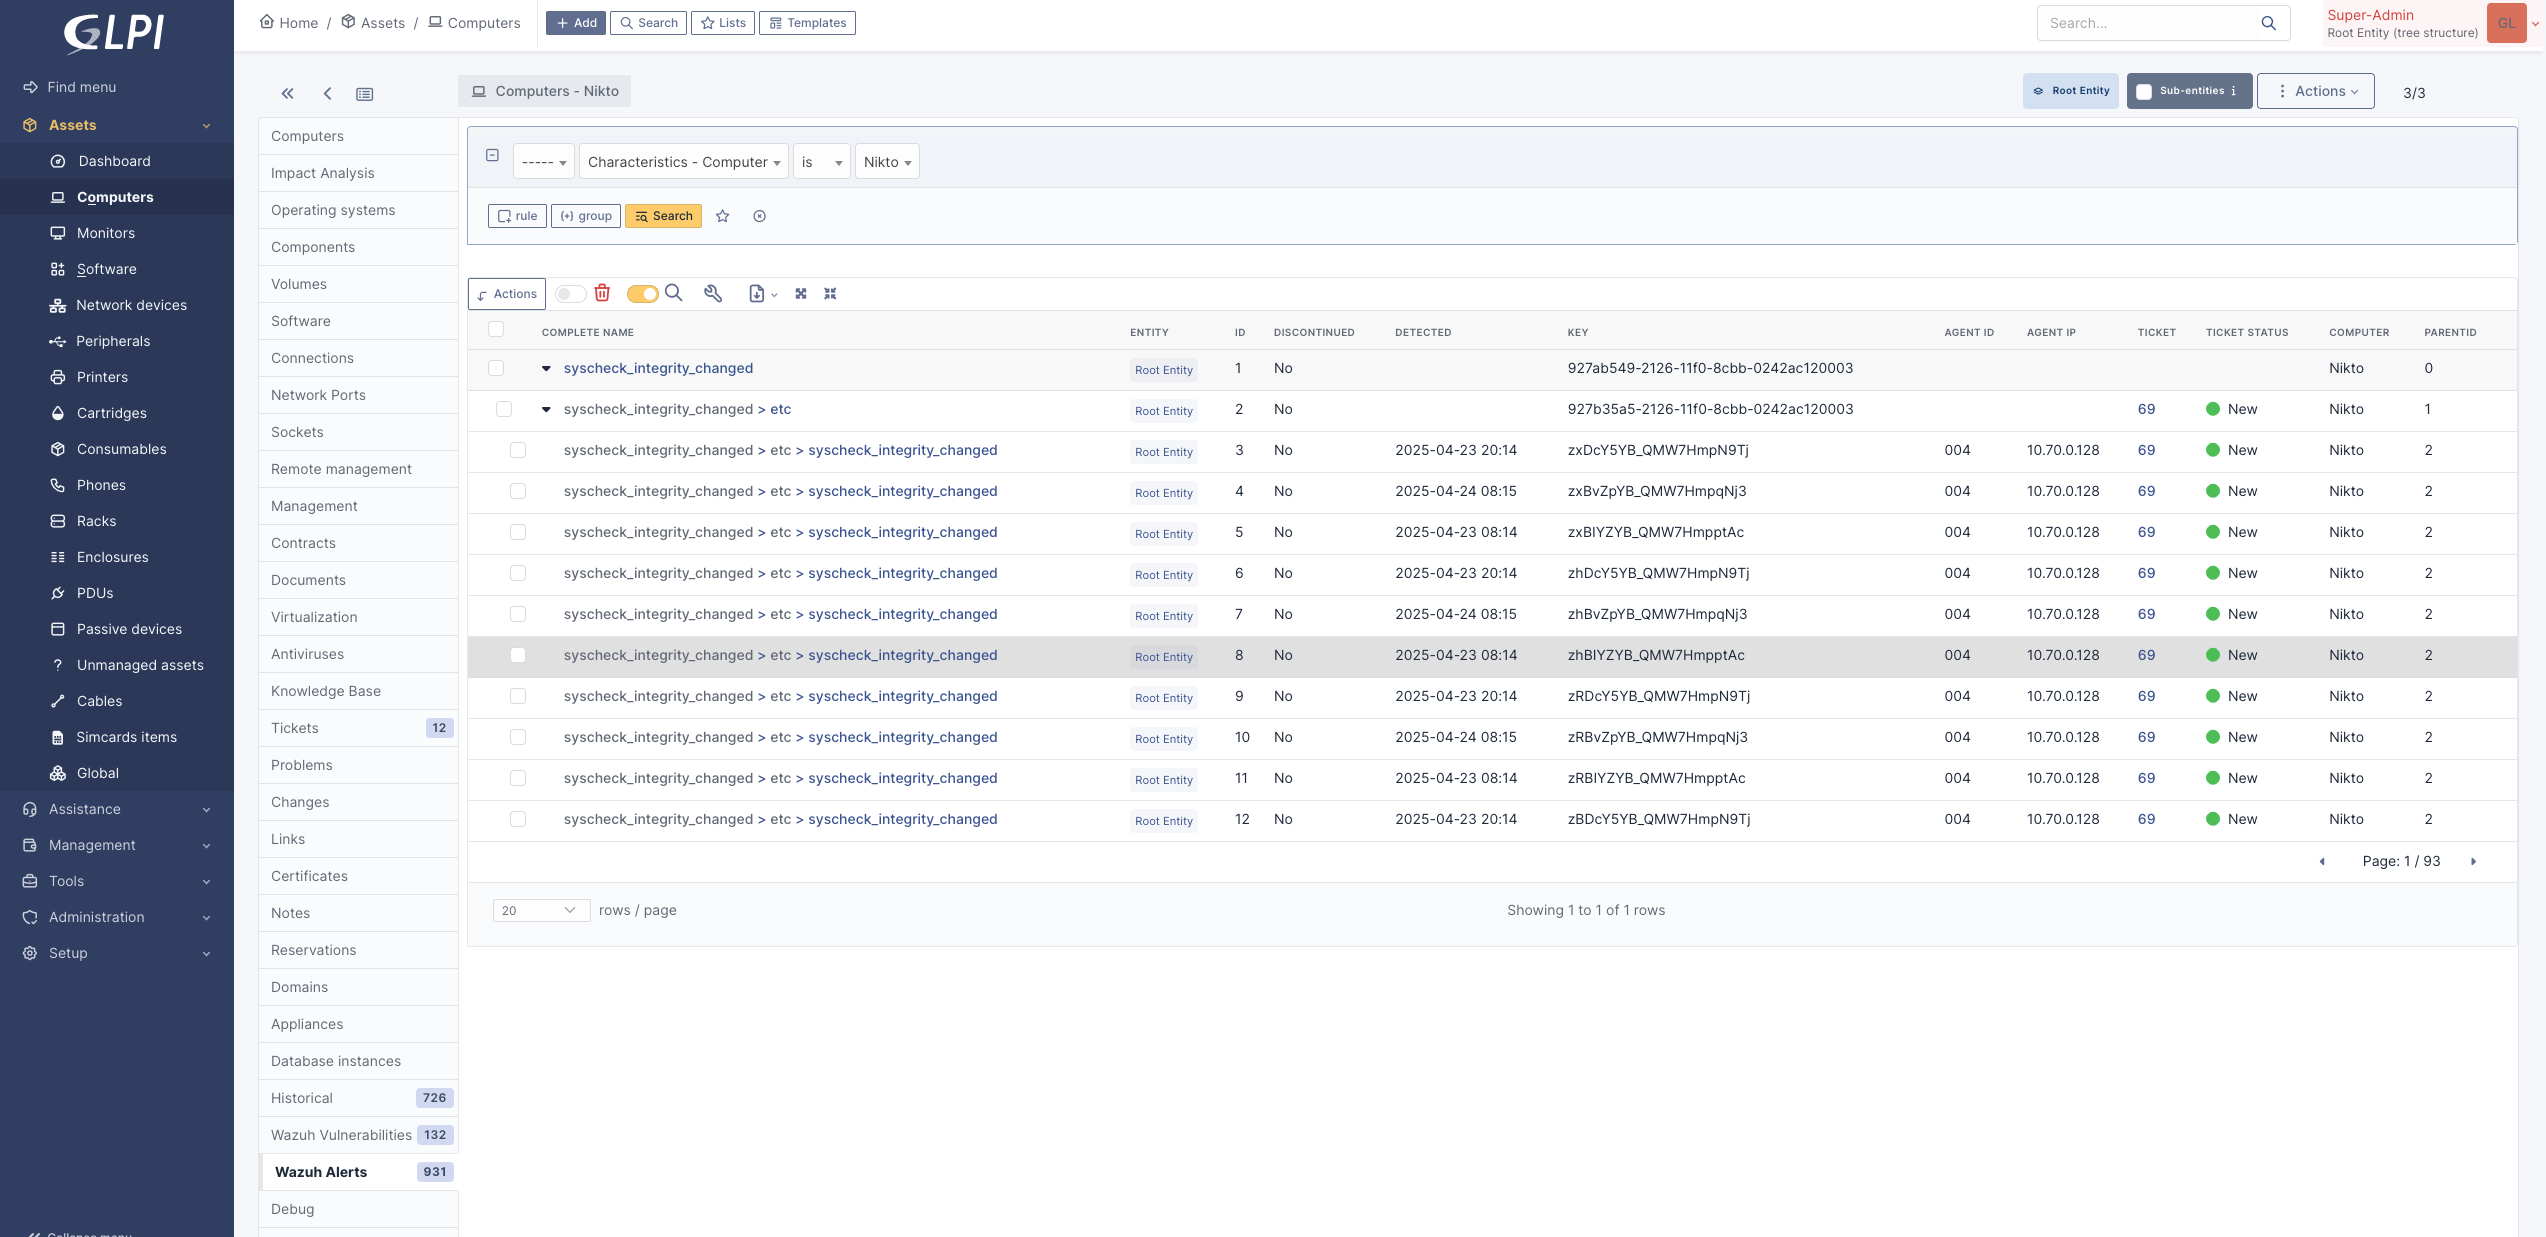 GLPI
Find menu
Assets
Dashboard
Computers
Monitors
Software
Network devices
Peripherals
Printers
Cartridges
Consumables
Phones
Racks
Enclosures
PDUs
Passive devices
Unmanaged assets
Cables
Simcards items
Global
Assistance
Management
Tools
Administration
Setup
Collapse menu
Home / Assets / Computers
Add Search Lists Templates
Search...
Super-Admin
Root Entity (tree structure)
GL
Computers - Nikto
Root Entity Sub-entities i Actions 3/3
Computers
Impact Analysis
Operating systems
Components
Volumes
Software
Connections
Network Ports
Sockets
Remote management
Management
Contracts
Documents
Virtualization
Antiviruses
Knowledge Base
Tickets 12
Problems
Changes
Links
Certificates
Notes
Reservations
Domains
Appliances
Database instances
Historical 726
Wazuh Vulnerabilities 132
Wazuh Alerts 931
Debug
----- Characteristics - Computer is Nikto
rule (+) group Search
Actions
COMPLETE NAME ENTITY ID DISCONTINUED DETECTED KEY AGENT ID AGENT IP TICKET TICKET STATUS COMPUTER PARENTID
syscheck_integrity_changed Root Entity 1 No 927ab549-2126-11f0-8cbb-0242ac120003 Nikto 0
syscheck_integrity_changed > etc Root Entity 2 No 927b35a5-2126-11f0-8cbb-0242ac120003 69 New Nikto 1
syscheck_integrity_changed > etc > syscheck_integrity_changed Root Entity 3 No 2025-04-23 20:14 zxDcY5YB_QMW7HmpN9Tj 004 10.70.0.128 69 New Nikto 2
syscheck_integrity_changed > etc > syscheck_integrity_changed Root Entity 4 No 2025-04-24 08:15 zxBvZpYB_QMW7HmpqNj3 004 10.70.0.128 69 New Nikto 2
syscheck_integrity_changed > etc > syscheck_integrity_changed Root Entity 5 No 2025-04-23 08:14 zxBIYZYB_QMW7HmpptAc 004 10.70.0.128 69 New Nikto 2
syscheck_integrity_changed > etc > syscheck_integrity_changed Root Entity 6 No 2025-04-23 20:14 zhDcY5YB_QMW7HmpN9Tj 004 10.70.0.128 69 New Nikto 2
syscheck_integrity_changed > etc > syscheck_integrity_changed Root Entity 7 No 2025-04-24 08:15 zhBvZpYB_QMW7HmpqNj3 004 10.70.0.128 69 New Nikto 2
syscheck_integrity_changed > etc > syscheck_integrity_changed Root Entity 8 No 2025-04-23 08:14 zhBIYZYB_QMW7HmpptAc 004 10.70.0.128 69 New Nikto 2
syscheck_integrity_changed > etc > syscheck_integrity_changed Root Entity 9 No 2025-04-23 20:14 zRDcY5YB_QMW7HmpN9Tj 004 10.70.0.128 69 New Nikto 2
syscheck_integrity_changed > etc > syscheck_integrity_changed Root Entity 10 No 2025-04-24 08:15 zRBvZpYB_QMW7HmpqNj3 004 10.70.0.128 69 New Nikto 2
syscheck_integrity_changed > etc > syscheck_integrity_changed Root Entity 11 No 2025-04-23 08:14 zRBIYZYB_QMW7HmpptAc 004 10.70.0.128 69 New Nikto 2
syscheck_integrity_changed > etc > syscheck_integrity_changed Root Entity 12 No 2025-04-23 20:14 zBDcY5YB_QMW7HmpN9Tj 004 10.70.0.128 69 New Nikto 2
Page: 1 / 93
20 rows / page Showing 1 to 1 of 1 rows